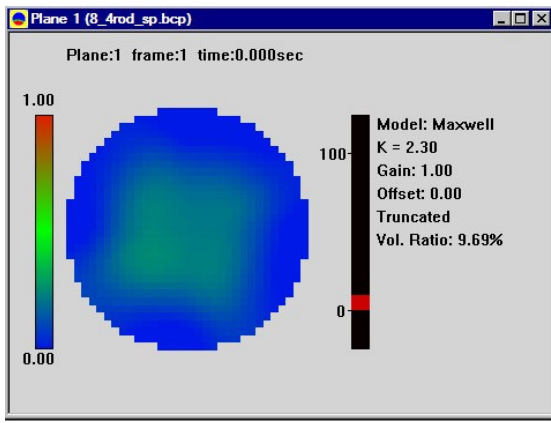 Plane 1 (8_4rod_sp.bcp)
Plane:1 frame:1 time:0.000sec
1.00
0.00
100
0
Model: Maxwell
K = 2.30
Gain: 1.00
Offset: 0.00
Truncated
Vol. Ratio: 9.69%